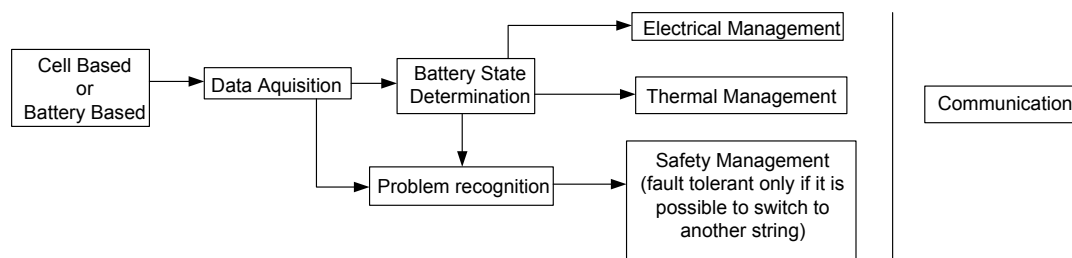 Cell Based
or
Battery Based
Data Aquisition
Battery State
Determination
Problem recognition
Electrical Management
Thermal Management
Safety Management
(fault tolerant only if it is
possible to switch to
another string)
Communication